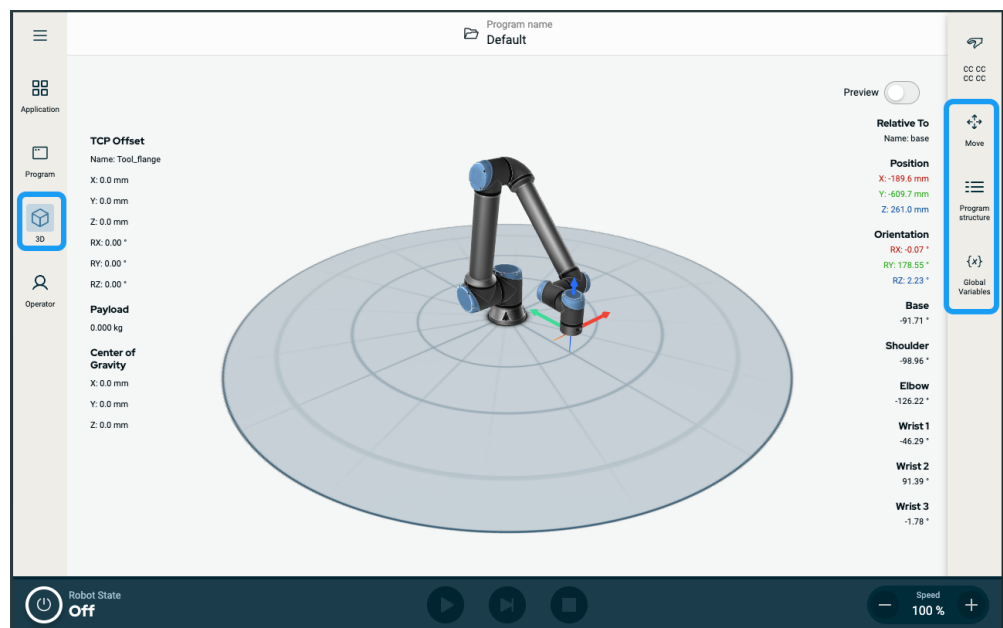 Program name
Default
Application
Program
3D
Operator
TCP Offset
Name: Tool_flange
X: 0.0 mm
Y: 0.0 mm
Z: 0.0 mm
RX: 0.00 °
RY: 0.00 °
RZ: 0.00 °
Payload
0.000 kg
Center of
Gravity
X: 0.0 mm
Y: 0.0 mm
Z: 0.0 mm
Preview
Relative To
Name: base
Position
X: -189.6 mm
Y: -609.7 mm
Z: 261.0 mm
Orientation
RX: -0.07 °
RY: 178.55 °
RZ: 2.23 °
Base
-91.71 °
Shoulder
-98.96 °
Elbow
-126.22 °
Wrist 1
-46.29 °
Wrist 2
91.39 °
Wrist 3
-1.78 °
CC CC
CC CC
Move
Program
structure
{x}
Global
Variables
Robot State
Off
Speed
100 %